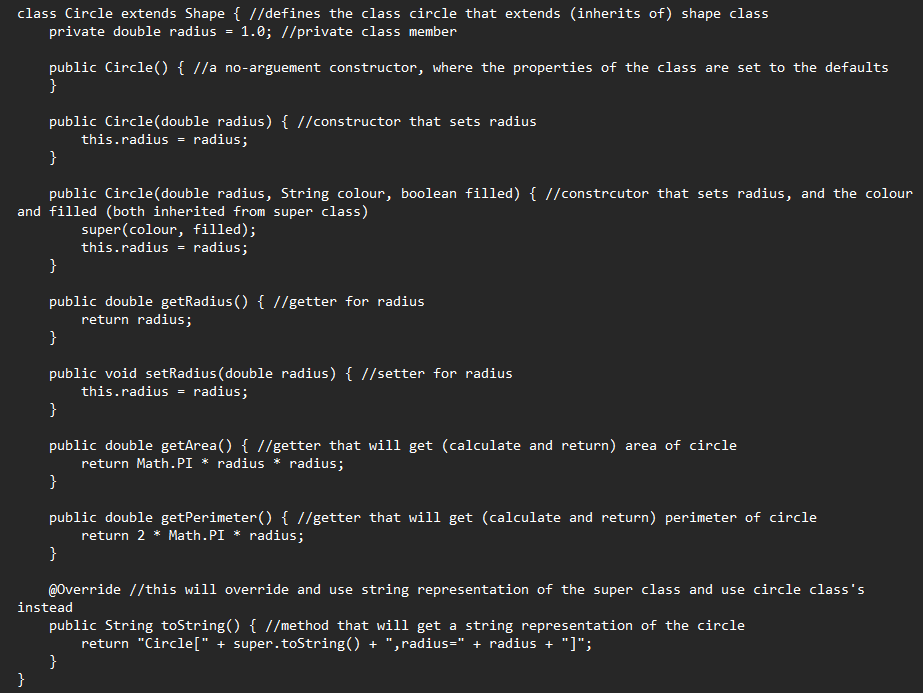 class Circle extends Shape { //defines the class circle that extends (inherits of) shape class
private double radius = 1.0; //private class member
public Circle() { //a no-arguement constructor, where the properties of the class are set to the defaults
}
public Circle(double radius) { //constructor that sets radius
this.radius = radius;
}
public Circle(double radius, String colour, boolean filled) { //constrcutor that sets radius, and the colour
and filled (both inherited from super class)
super(colour, filled);
this.radius = radius;
}
public double getRadius() { //getter for radius
return radius;
}
public void setRadius(double radius) { //setter for radius
this.radius = radius;
}
public double getArea() { //getter that will get (calculate and return) area of circle
return Math.PI * radius * radius;
}
public double getPerimeter() { //getter that will get (calculate and return) perimeter of circle
return 2 * Math.PI * radius;
}
@Override //this will override and use string representation of the super class and use circle class's
instead
public String toString() { //method that will get a string representation of the circle
return "Circle[" + super.toString() + ",radius=" + radius + "]";
}
}